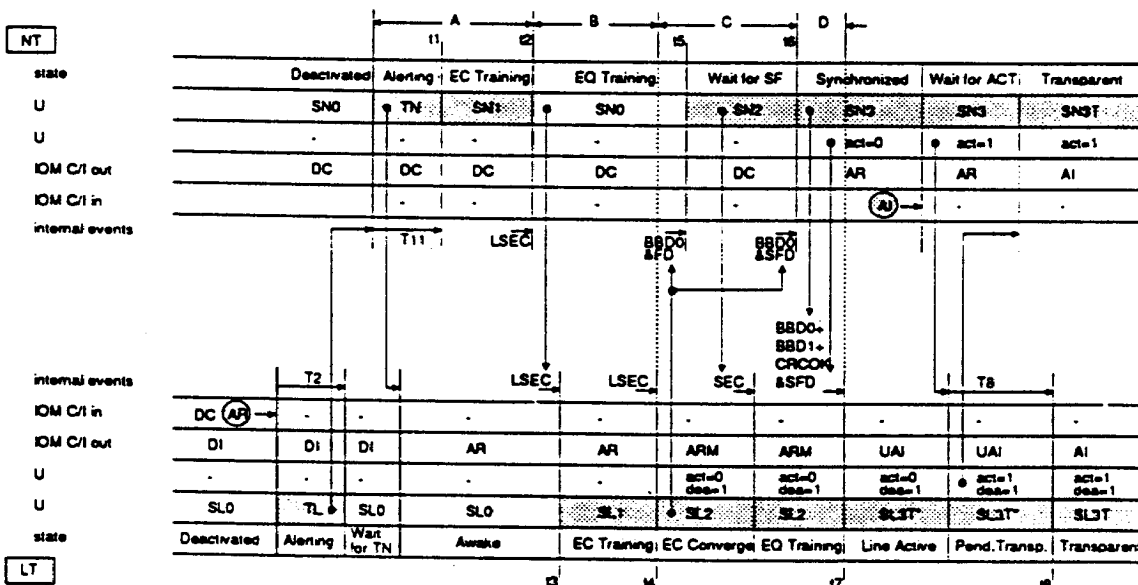 A B C D
NT t1 t2 t5 t6
state Deactivated Alerting EC Training EQ Training Wait for SF Synchronized Wait for ACT Transparent
U SN0 TN SN1 SN0 SN2 SN3 SN3 SN3T
U - - - - - act=0 act=1 act=1
IOM C/I out DC DC DC DC DC AR AR AI
IOM C/I in - - - - AI - -
internal events T11 LSEC BBD0 &FD BBD0 &SFD
BBD0+
BBD1+
CRCOK
&SFD
internal events T2 LSEC LSEC SEC T8
IOM C/I in DC AR - - - - - - - - -
IOM C/I out DI DI DI AR AR ARM ARM UAI UAI AI
U - - - - - act=0 act=0 act=0 act=1 act=1
dea=1 dea=1 dea=1 dea=1 dea=1
U SL0 TL SL0 SL0 SL1 SL2 SL2 SL3T* SL3T* SL3T
state Deactivated Alerting Wait for TN Awake EC Training EC Converge EQ Training Line Active Pend. Transp. Transparent
LT t3 t4 t7 t8